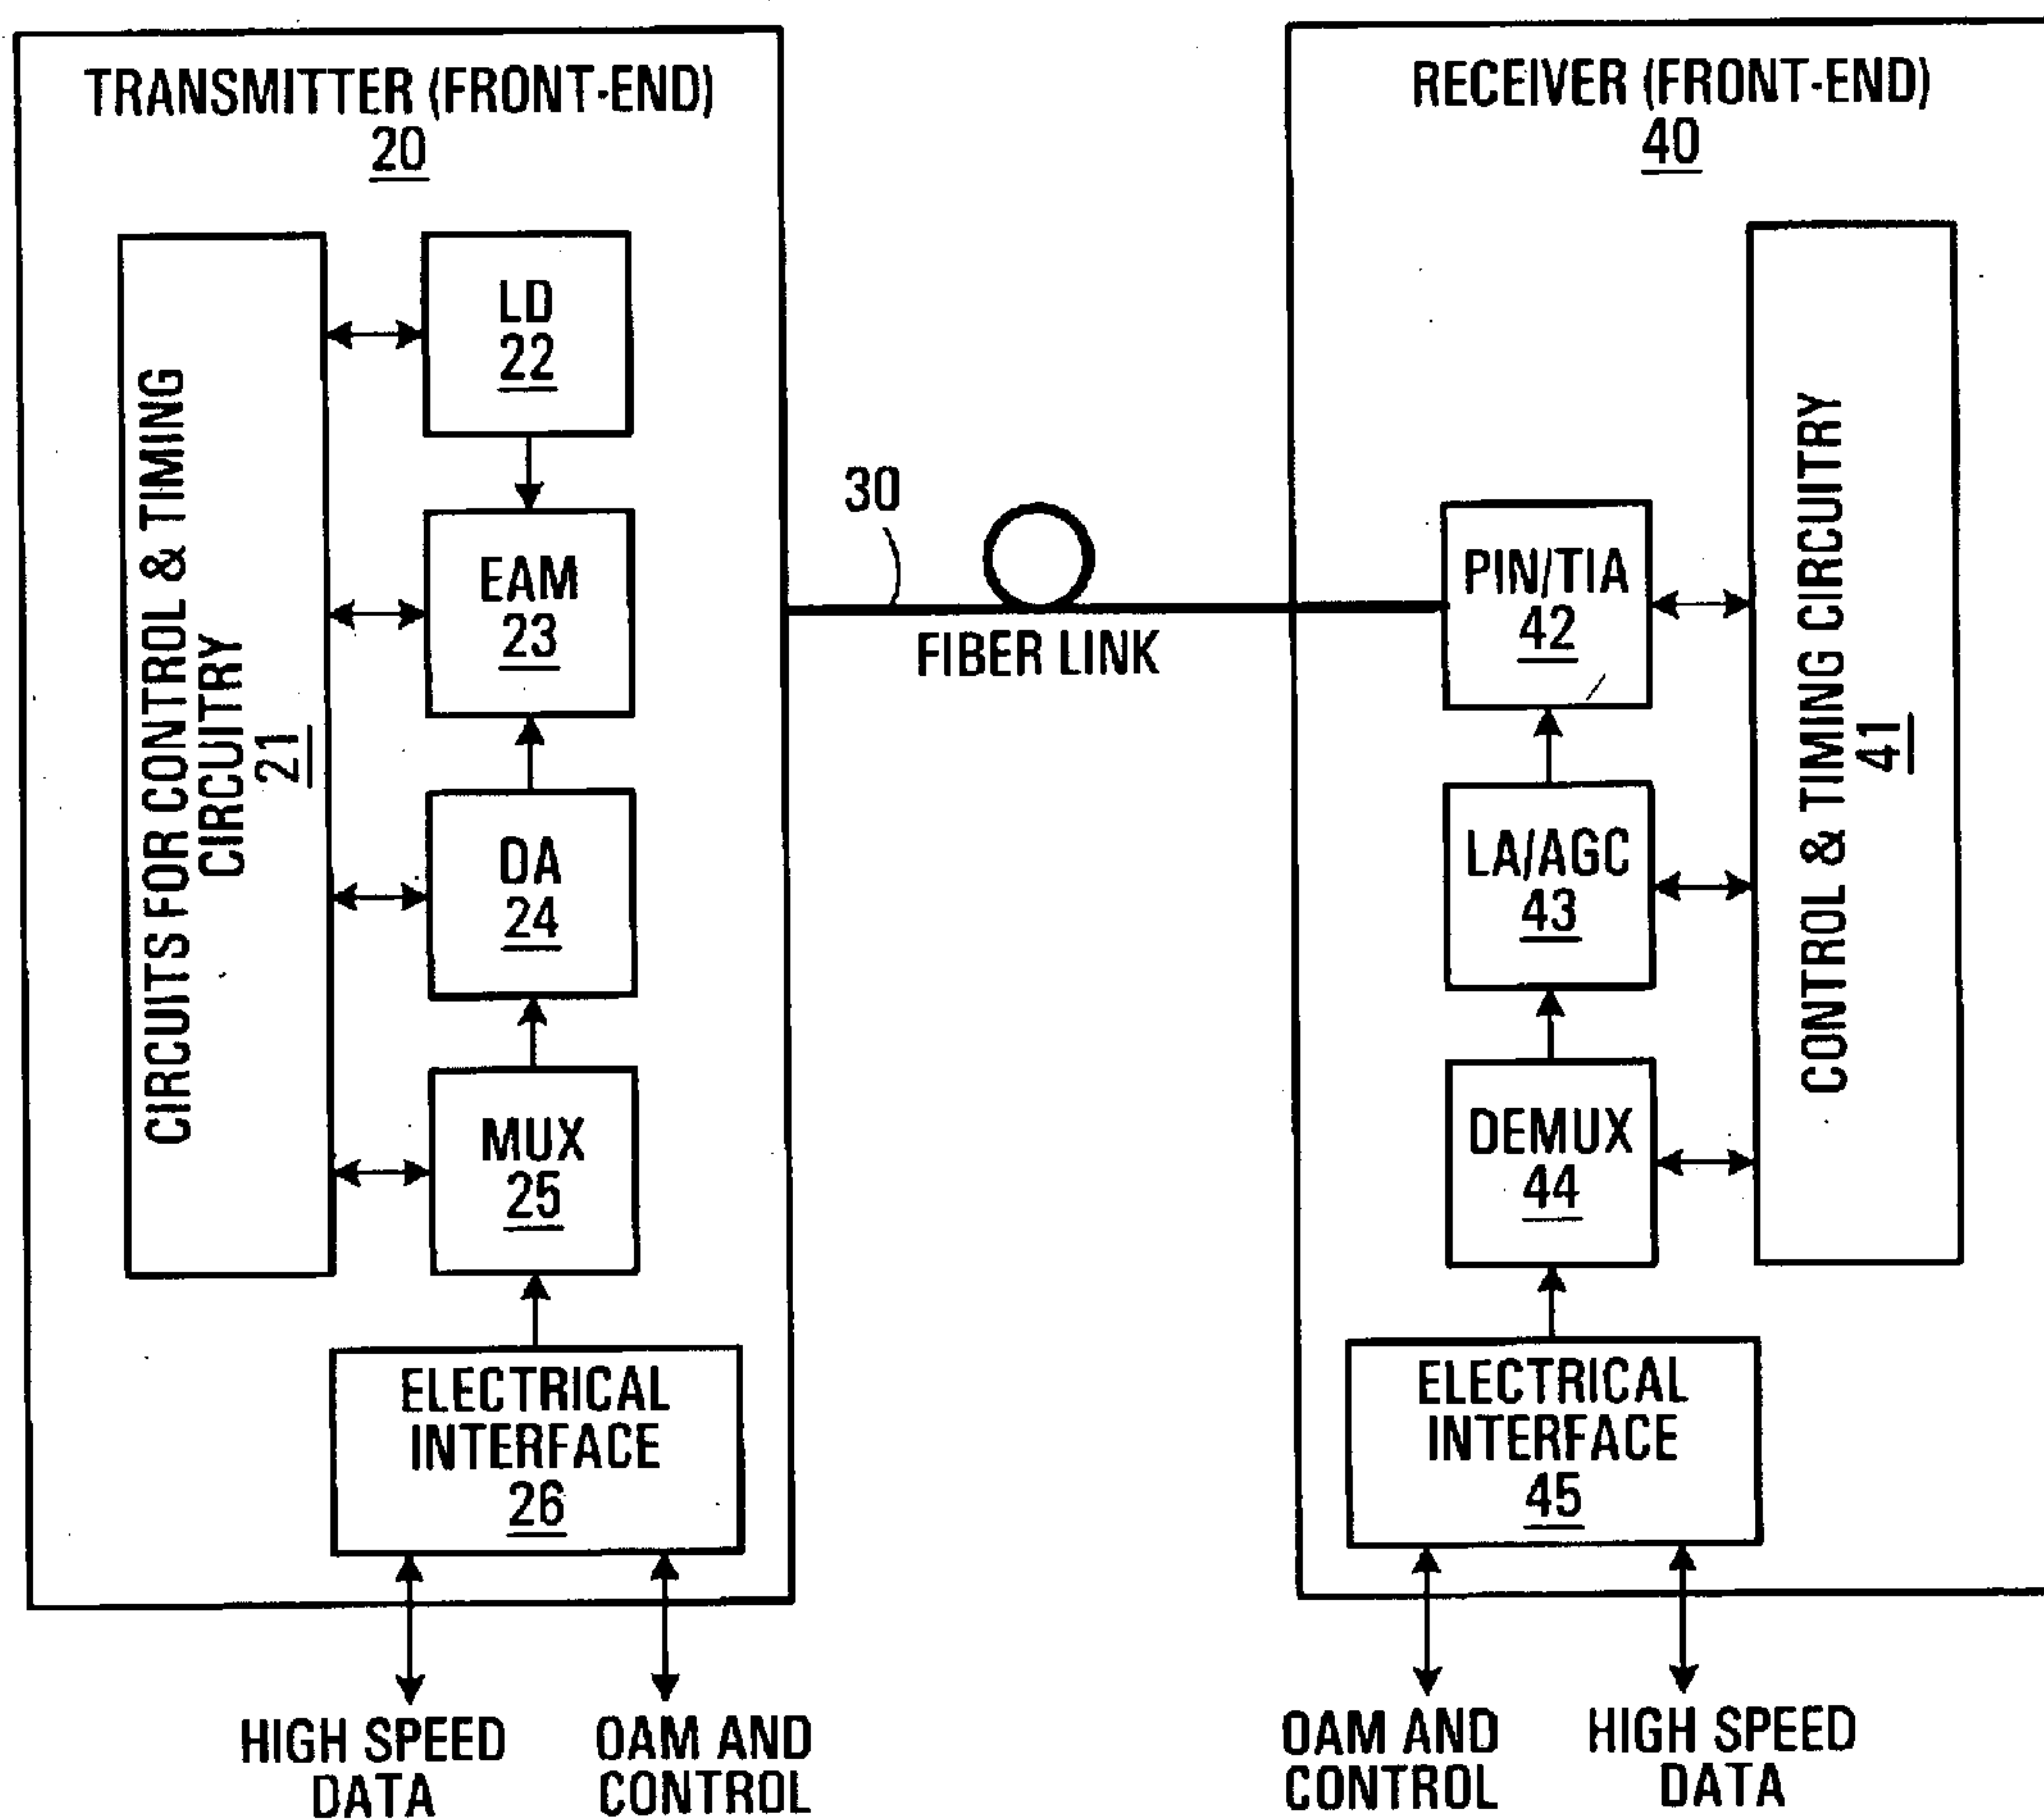 TRANSMITTER (FRONT-END)
20
CIRCUITS FOR CONTROL & TIMING
CIRCUITRY
21
LD
22
EAM
23
OA
24
MUX
25
ELECTRICAL
INTERFACE
26
HIGH SPEED
DATA
OAM AND
CONTROL
30
FIBER LINK
RECEIVER (FRONT-END)
40
PIN/TIA
42
LA/AGC
43
DEMUX
44
CONTROL & TIMING CIRCUITRY
41
ELECTRICAL
INTERFACE
45
OAM AND
CONTROL
HIGH SPEED
DATA